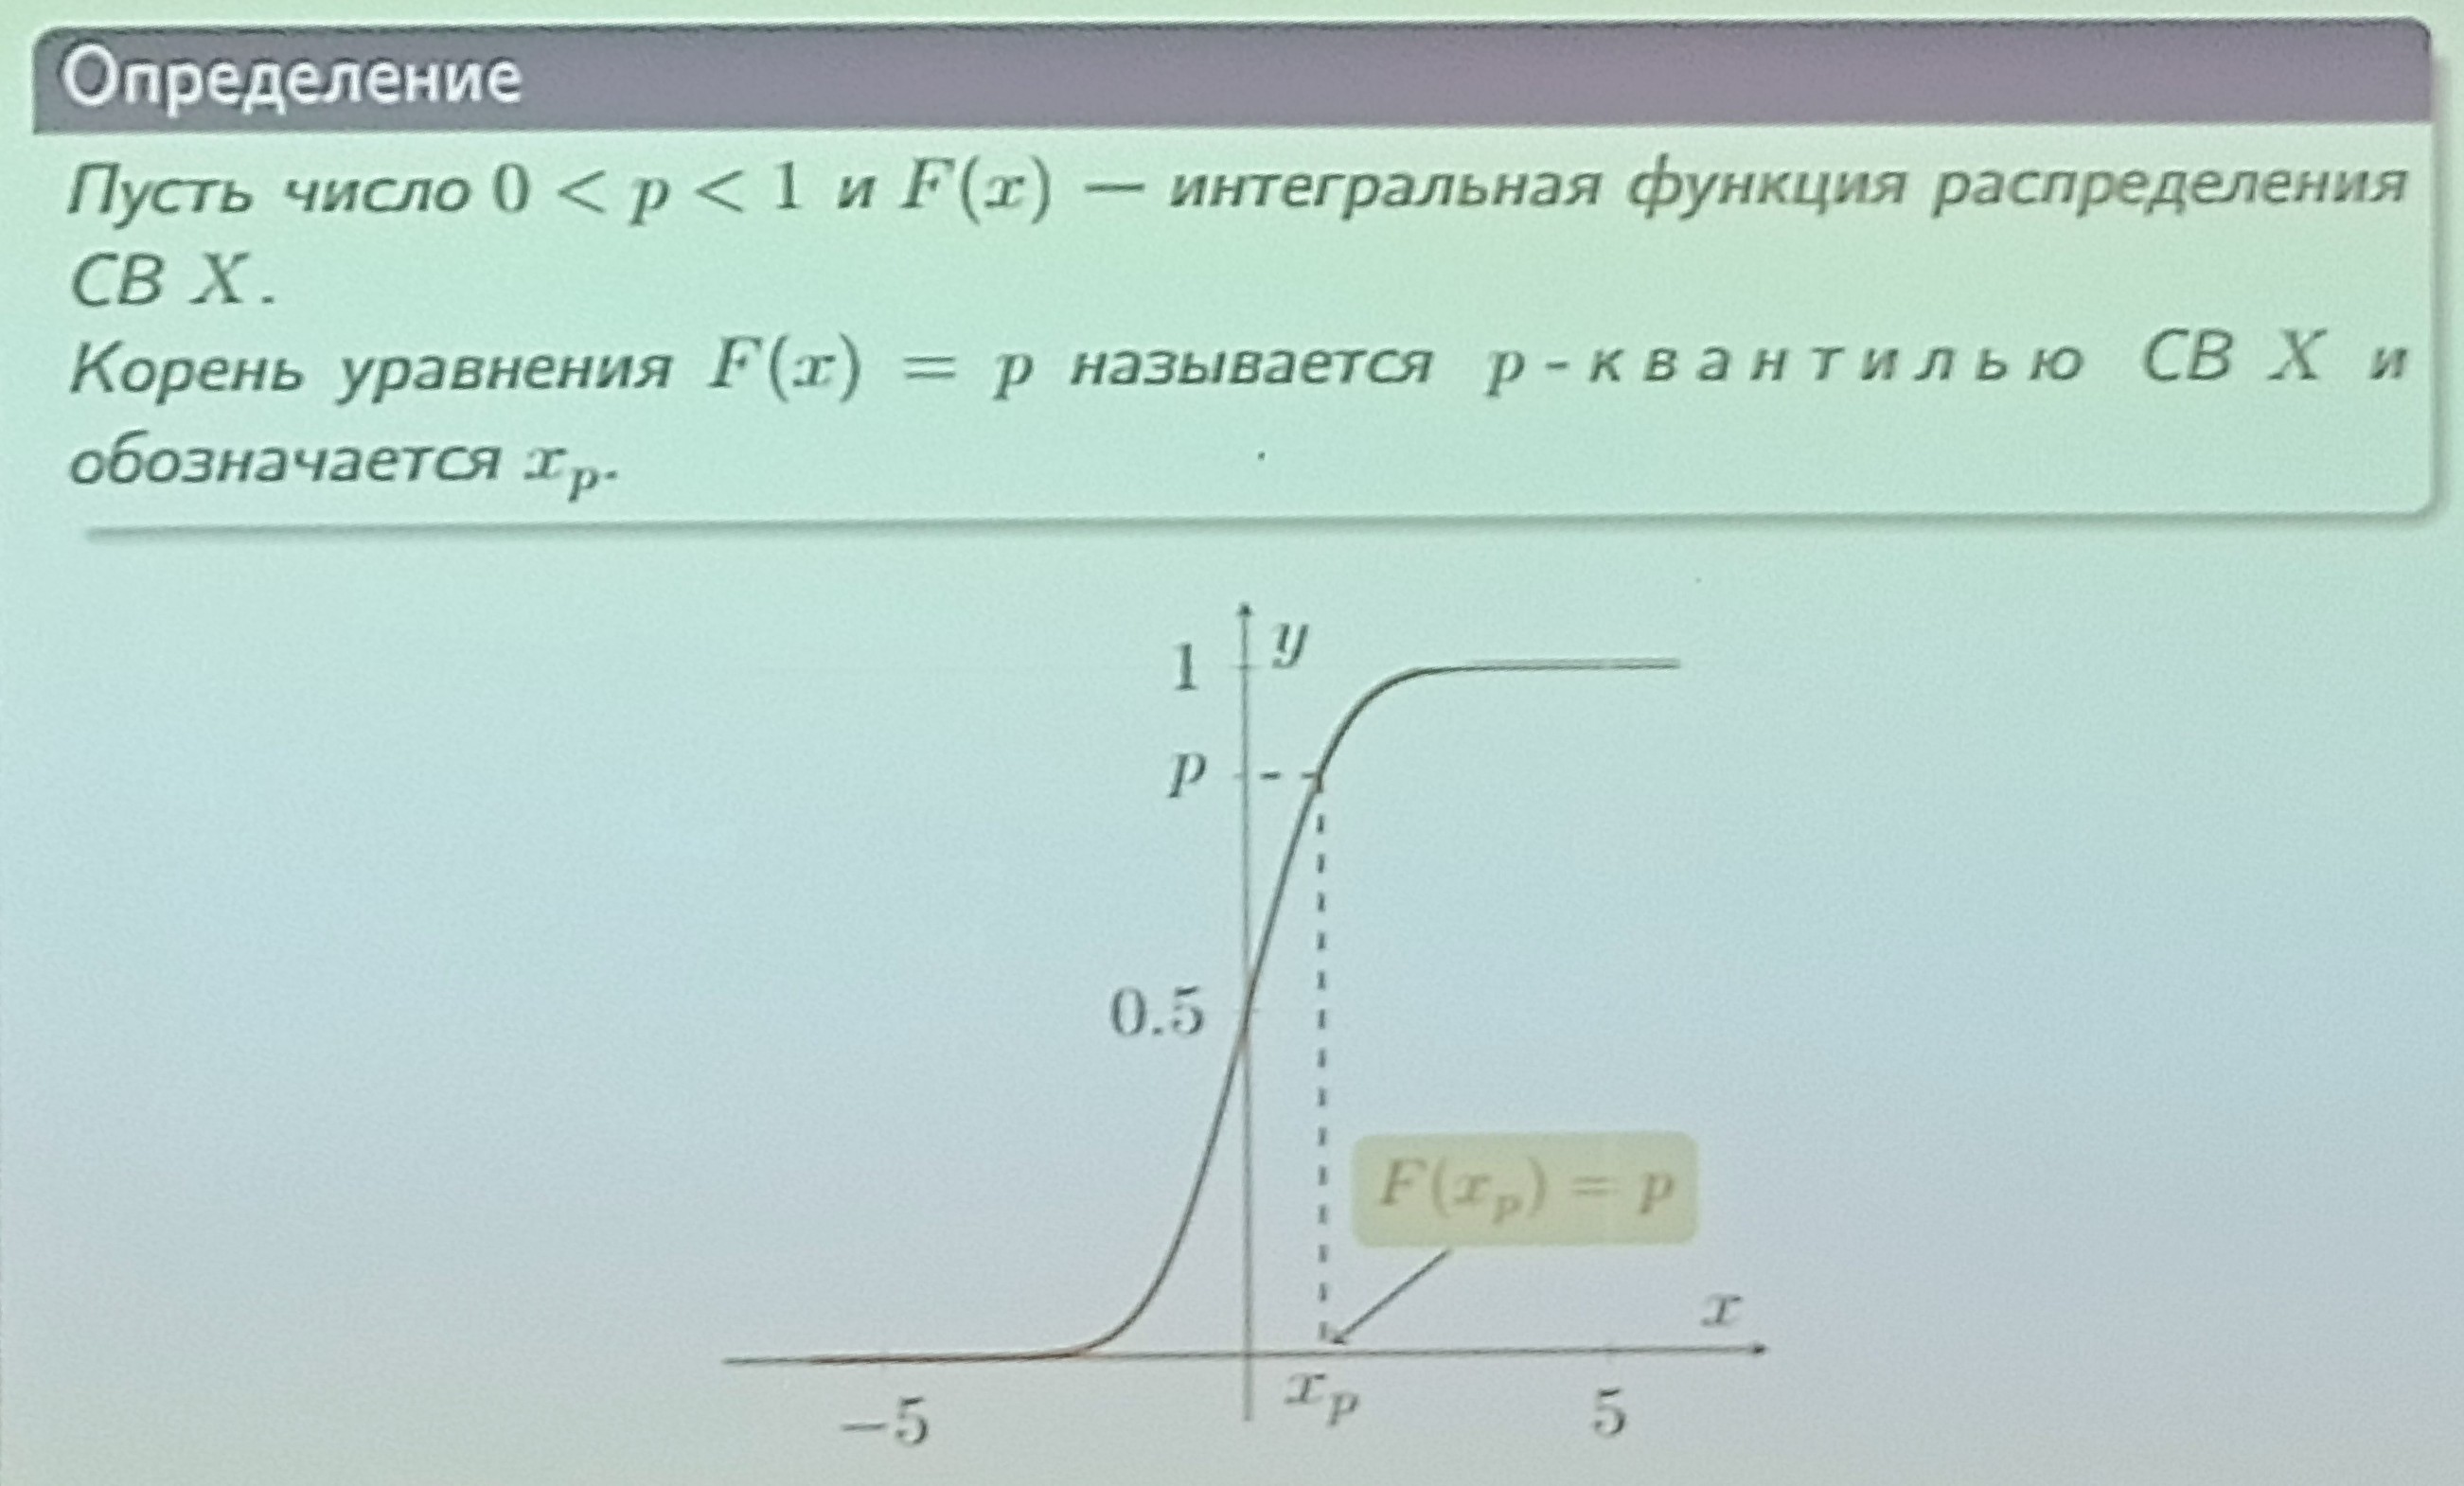 Определение
Пусть число 0 < p < 1 и F(x) — интегральная функция распределения
СВ X.
Корень уравнения F(x) = p называется p-квантилью СВ X и
обозначается x_p.
y
1
p
0.5
F(x_p) = p
x
-5
x_p
5